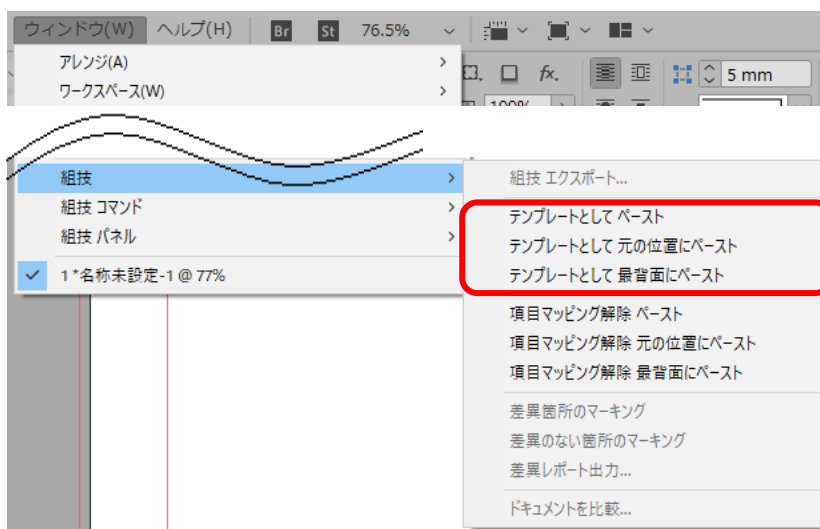 ウィンドウ(W) ヘルプ(H) Br St 76.5%
アレンジ(A)
ワークスペース(W)
fx. 5 mm
組技
組技 コマンド
組技 パネル
1 *名称未設定-1 @ 77%
組技 エクスポート...
テンプレートとして ペースト
テンプレートとして 元の位置にペースト
テンプレートとして 最背面にペースト
項目マッピング解除 ペースト
項目マッピング解除 元の位置にペースト
項目マッピング解除 最背面にペースト
差異箇所のマーキング
差異のない箇所のマーキング
差異レポート出力...
ドキュメントを比較...